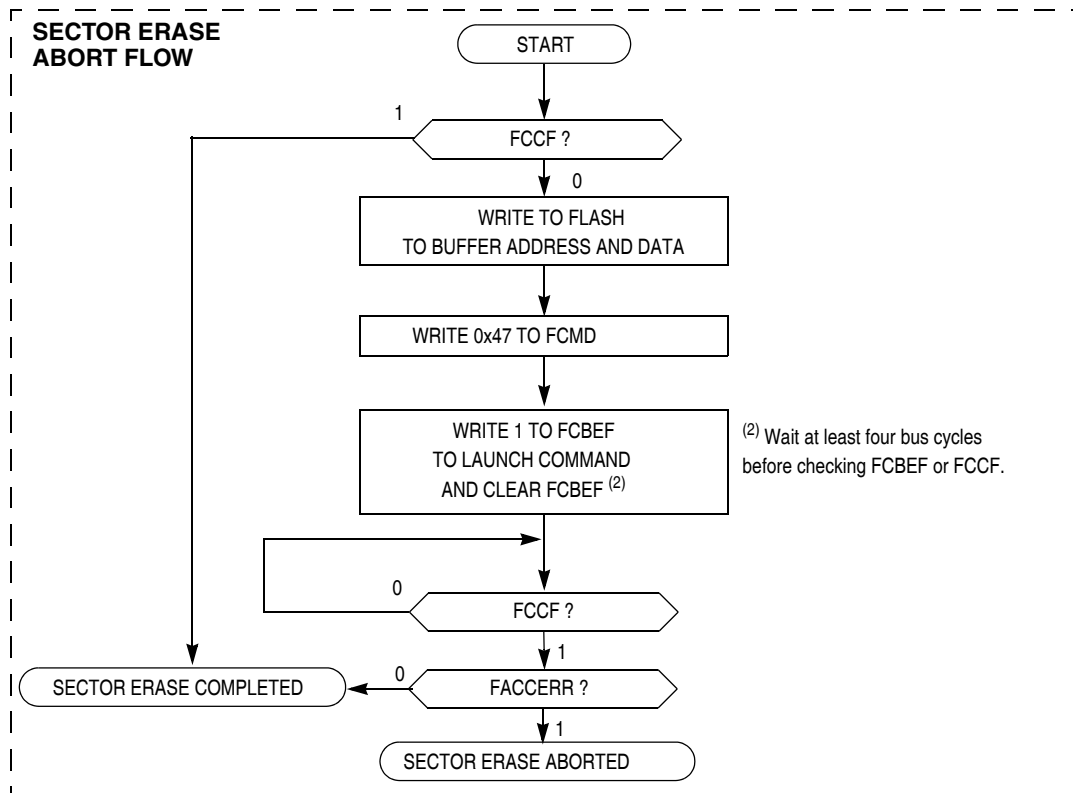 SECTOR ERASE
ABORT FLOW
START
1
FCCF ?
0
WRITE TO FLASH
TO BUFFER ADDRESS AND DATA
WRITE 0x47 TO FCMD
WRITE 1 TO FCBEF
TO LAUNCH COMMAND
AND CLEAR FCBEF (2)
(2) Wait at least four bus cycles
before checking FCBEF or FCCF.
0
FCCF ?
1
SECTOR ERASE COMPLETED
0
FACCERR ?
1
SECTOR ERASE ABORTED